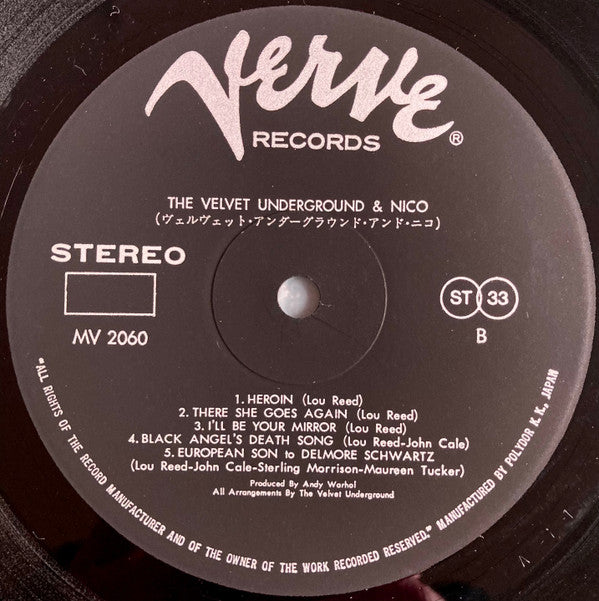 Verve
RECORDS ®
THE VELVET UNDERGROUND & NICO
(ヴェルヴェット・アンダーグラウンド・アンド・ニコ)
STEREO
ST 33
MV 2060
B
1. HEROIN (Lou Reed)
2. THERE SHE GOES AGAIN (Lou Reed)
3. I'LL BE YOUR MIRROR (Lou Reed)
4. BLACK ANGEL'S DEATH SONG (Lou Reed-John Cale)
5. EUROPEAN SON to DELMORE SCHWARTZ
(Lou Reed-John Cale-Sterling Morrison-Maureen Tucker)
Produced By Andy Warhol
All Arrangements By The Velvet Underground
"ALL RIGHTS OF THE RECORD MANUFACTURER AND OF THE OWNER OF THE WORK RECORDED RESERVED." MANUFACTURED BY POLYDOR K. K., JAPAN